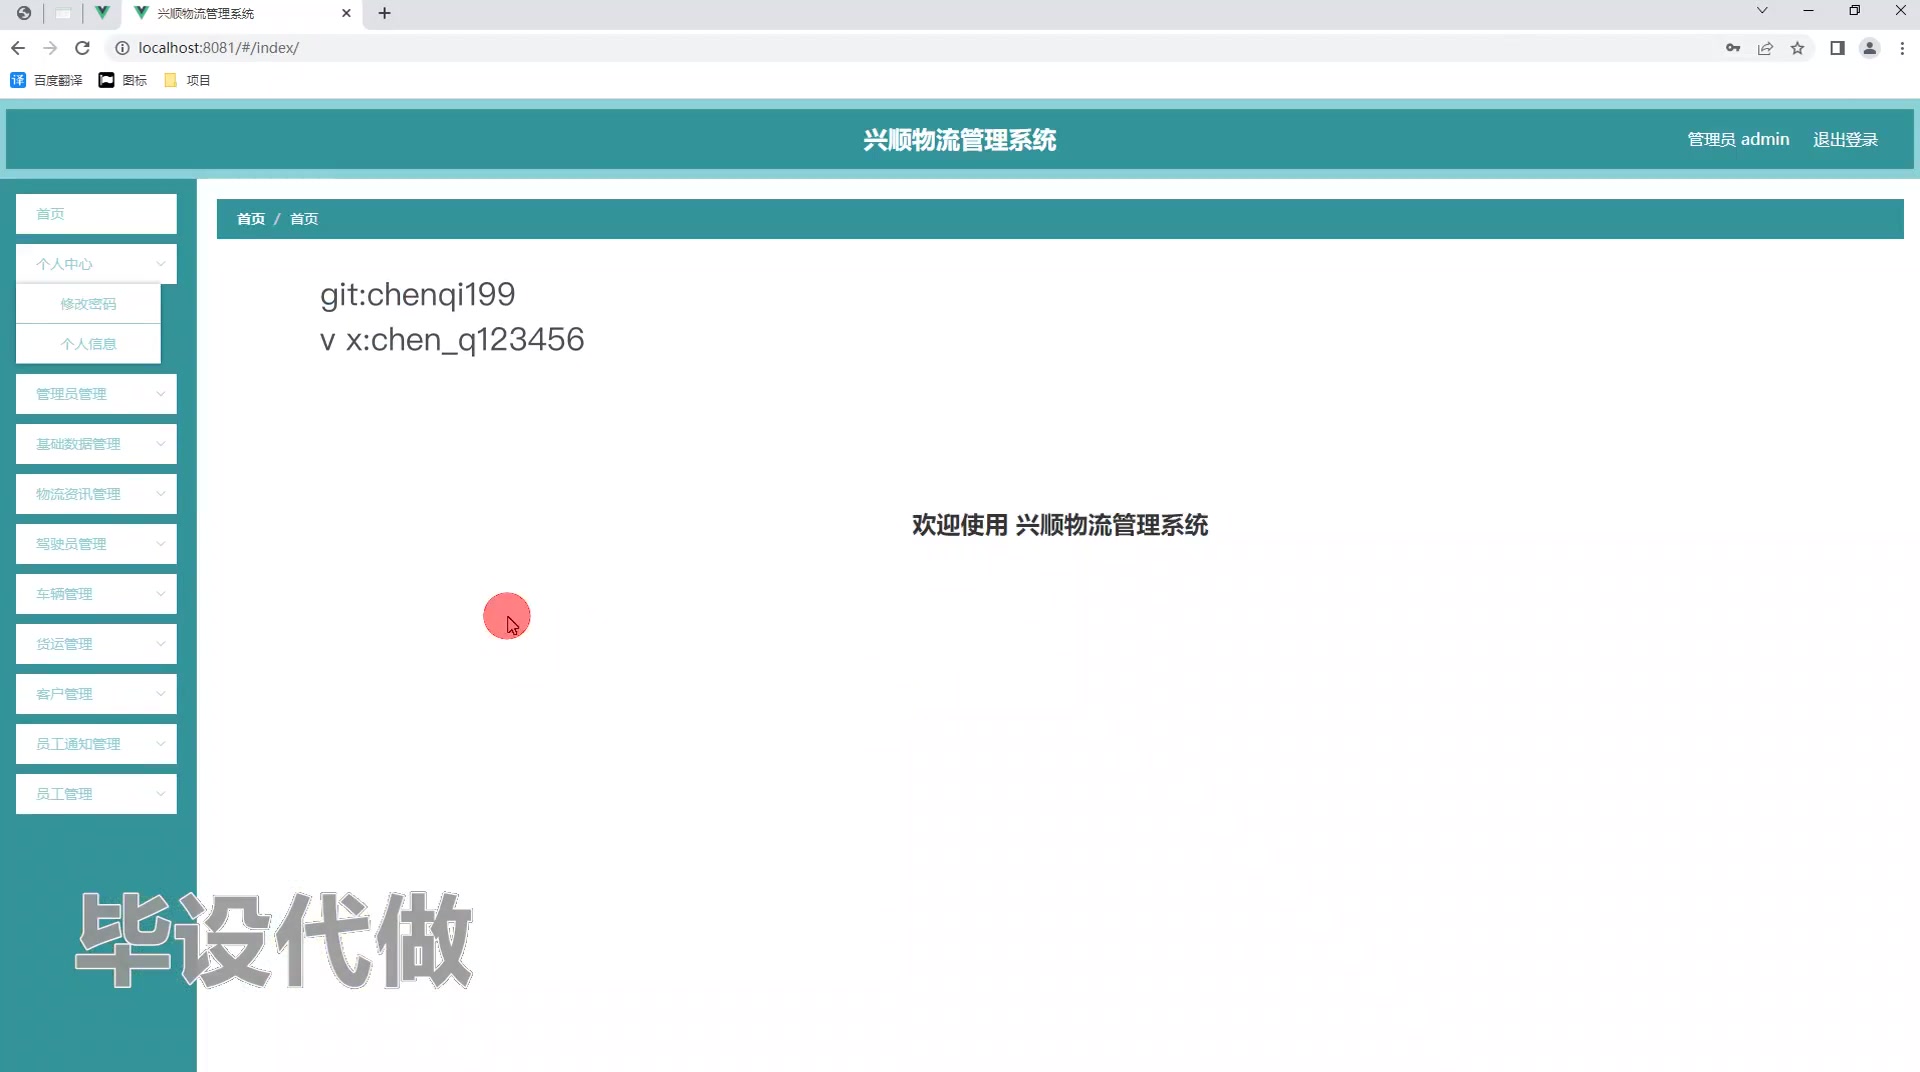 兴顺物流管理系统
localhost:8081/#/index/
百度翻译 图标 项目
兴顺物流管理系统
管理员 admin 退出登录
首页
个人中心
修改密码
个人信息
管理员管理
基础数据管理
物流资讯管理
驾驶员管理
车辆管理
货运管理
客户管理
员工通知管理
员工管理
首页 / 首页
git:chenqi199
v x:chen_q123456
欢迎使用 兴顺物流管理系统
毕设代做